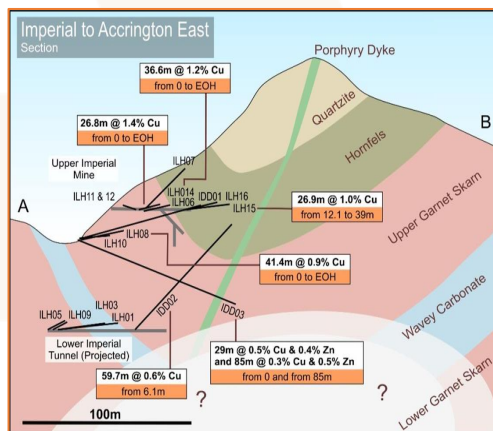 Imperial to Accrington East
Section
Porphyry Dyke
36.6m @ 1.2% Cu
from 0 to EOH
Quartzite
26.8m @ 1.4% Cu
from 0 to EOH
Hornfels
B
Upper Imperial
Mine
ILH07
ILH014
ILH06
IDD01
ILH16
ILH15
26.9m @ 1.0% Cu
from 12.1 to 39m
Upper Garnet Skarn
A
ILH11 & 12
ILH10
ILH08
41.4m @ 0.9% Cu
from 0 to EOH
Wavey Carbonate
ILH05
ILH09
ILH03
ILH01
IDD02
IDD03
Lower Imperial
Tunnel (Projected)
29m @ 0.5% Cu & 0.4% Zn
and 85m @ 0.3% Cu & 0.5% Zn
from 0 and from 85m
59.7m @ 0.6% Cu
from 6.1m
?
?
Lower Garnet Skarn
100m